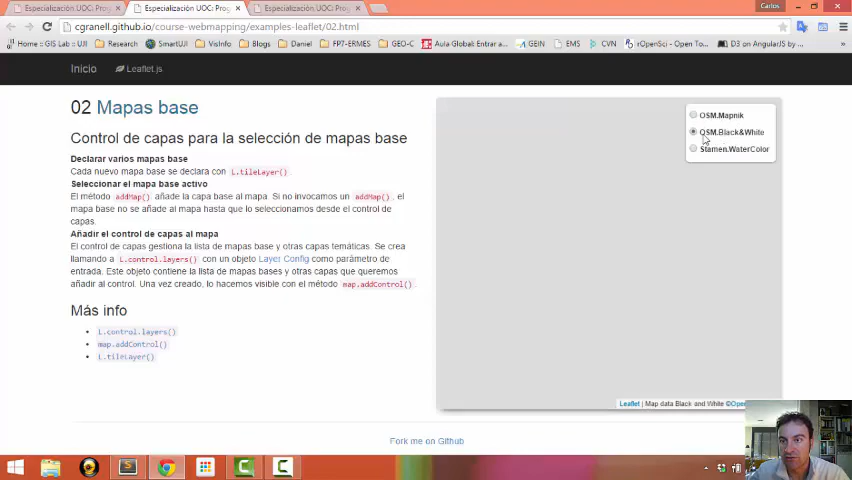 Especialización UOC: Prog
Especialización UOC: Prog
Especialización UOC: Prog
Carlos
cgranell.github.io/course-webmapping/examples-leaflet/02.html
Home :: GIS Lab :: UJI
Research
SmartUJI
VisInfo
Blogs
Daniel
FP7-ERMES
GEO-C
Aula Global: Entrar a...
GEIN
EMS
CVN
rOpenSci - Open To...
D3 on AngularJS by ...
Inicio
Leaflet.js
02 Mapas base
Control de capas para la selección de mapas base
Declarar varios mapas base
Cada nuevo mapa base se declara con L.tileLayer()
Seleccionar el mapa base activo
El método addMap() añade la capa base al mapa. Si no invocamos un addMap(), el
mapa base no se añade al mapa hasta que lo seleccionamos desde el control de
capas.
Añadir el control de capas al mapa
El control de capas gestiona la lista de mapas base y otras capas temáticas. Se crea
llamando a L.control.layers() con un objeto Layer Config como parámetro de
entrada. Este objeto contiene la lista de mapas bases y otras capas que queremos
añadir al control. Una vez creado, lo hacemos visible con el método map.addControl().
Más info
L.control.layers()
map.addControl()
L.tileLayer()
OSM.Mapnik
OSM.Black&White
Stamen.WaterColor
Leaflet | Map data Black and White ©Open
Fork me on Github